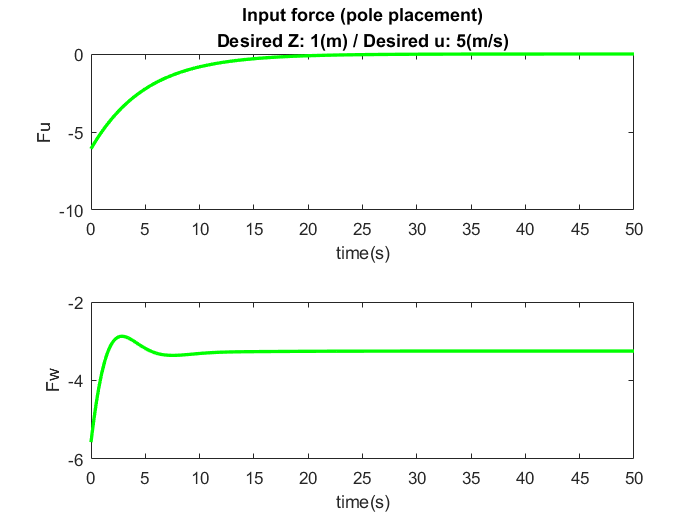 Input force (pole placement)
Desired Z: 1(m) / Desired u: 5(m/s)
0
-5
-10
Fu
0 5 10 15 20 25 30 35 40 45 50
time(s)
-2
-4
-6
Fw
0 5 10 15 20 25 30 35 40 45 50
time(s)